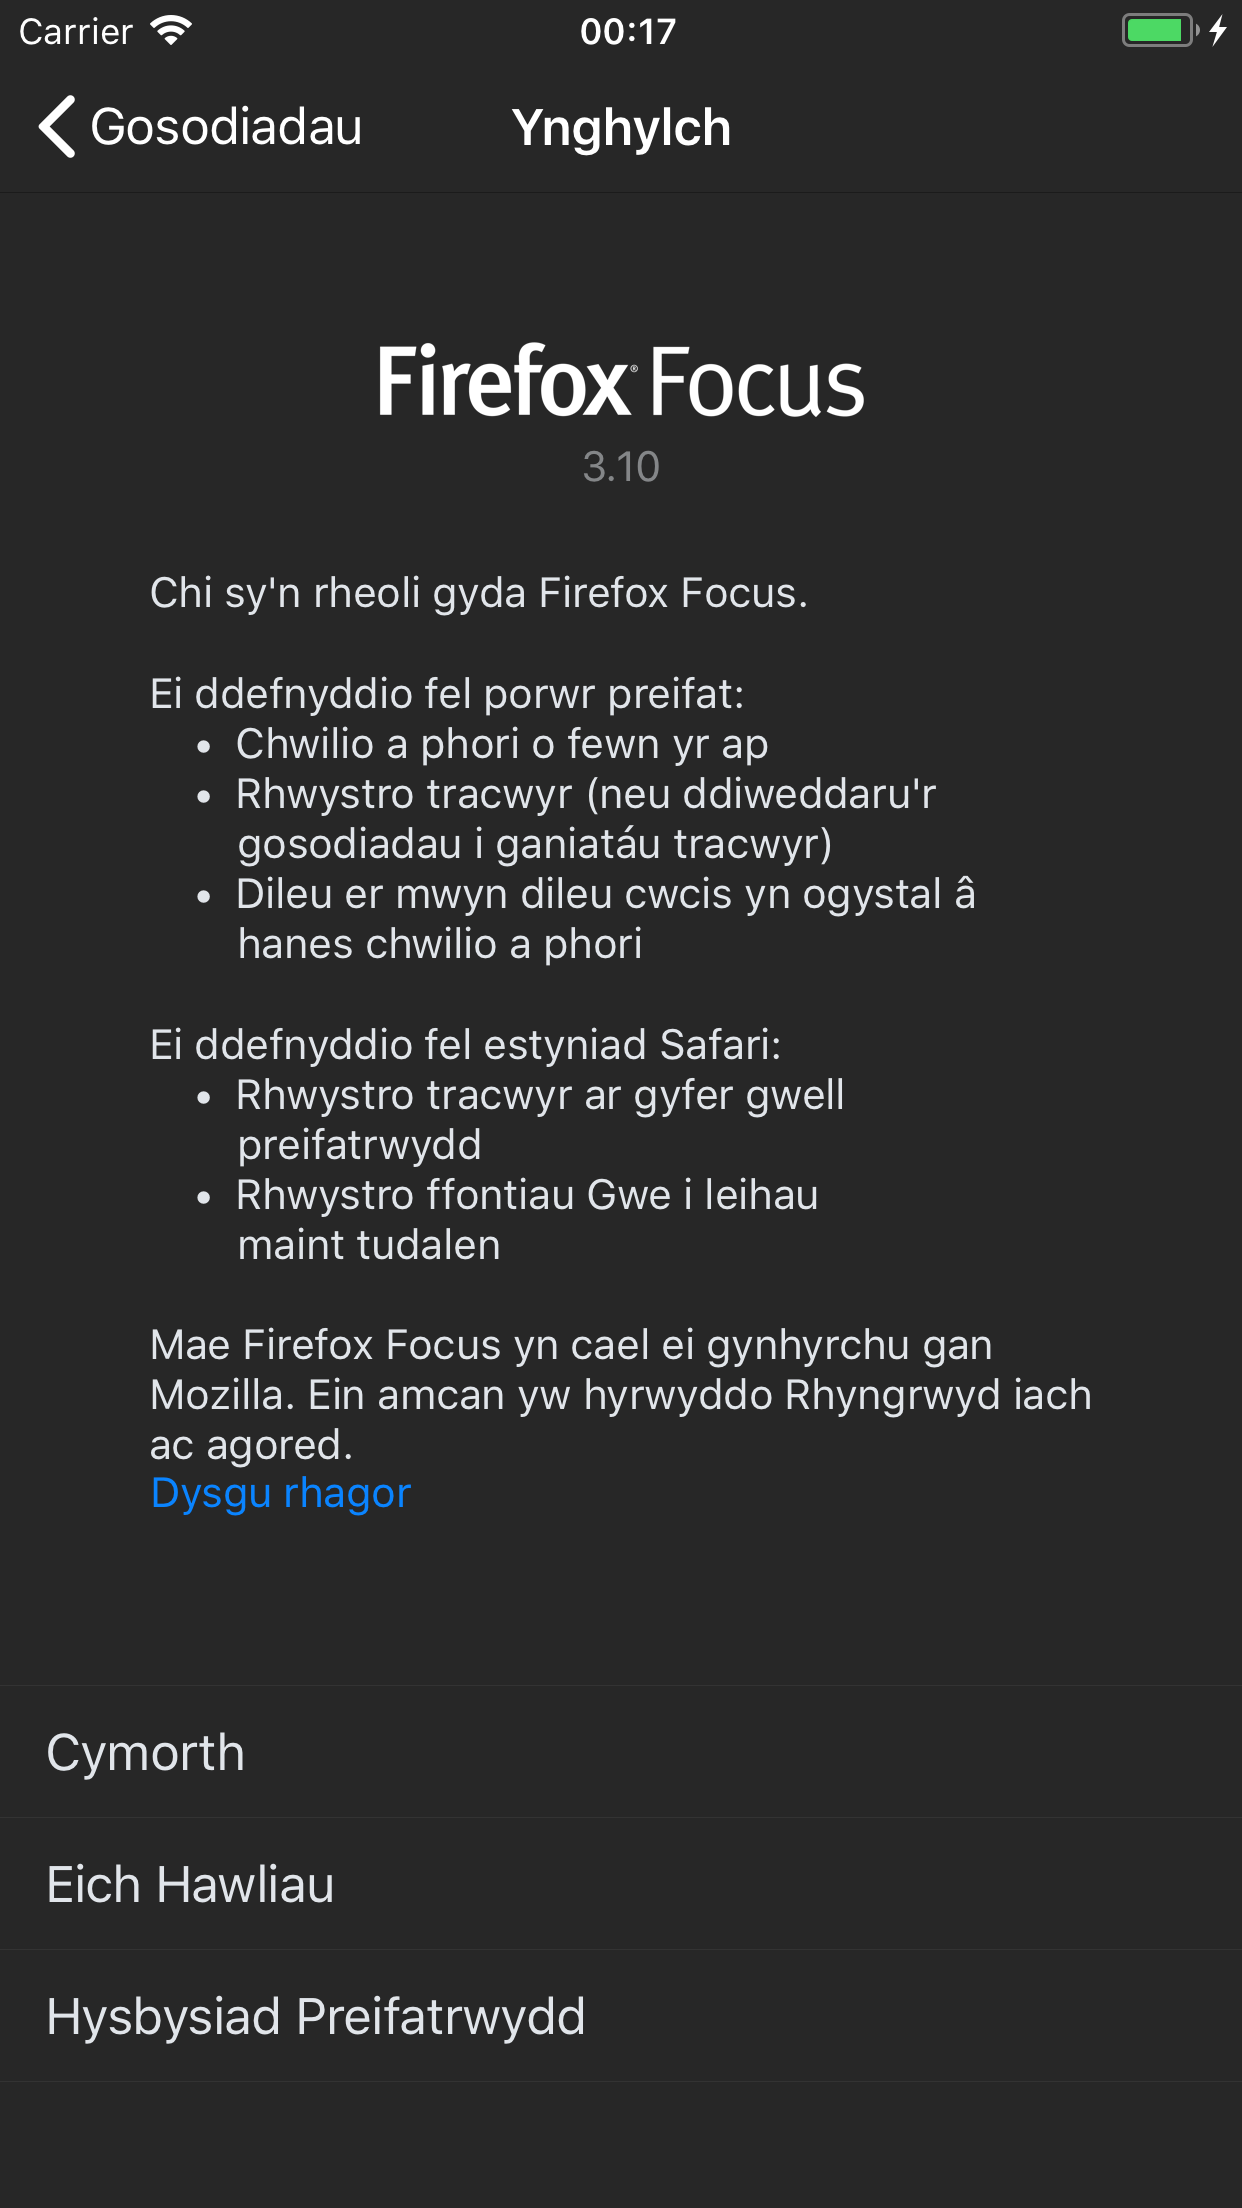 Carrier 00:17
Gosodiadau Ynghylch
Firefox® Focus
3.10
Chi sy'n rheoli gyda Firefox Focus.
Ei ddefnyddio fel porwr preifat:
• Chwilio a phori o fewn yr ap
• Rhwystro tracwyr (neu ddiweddaru'r
gosodiadau i ganiatáu tracwyr)
• Dileu er mwyn dileu cwcis yn ogystal â
hanes chwilio a phori
Ei ddefnyddio fel estyniad Safari:
• Rhwystro tracwyr ar gyfer gwell
preifatrwydd
• Rhwystro ffontiau Gwe i leihau
maint tudalen
Mae Firefox Focus yn cael ei gynhyrchu gan
Mozilla. Ein amcan yw hyrwyddo Rhyngrwyd iach
ac agored.
Dysgu rhagor
Cymorth
Eich Hawliau
Hysbysiad Preifatrwydd